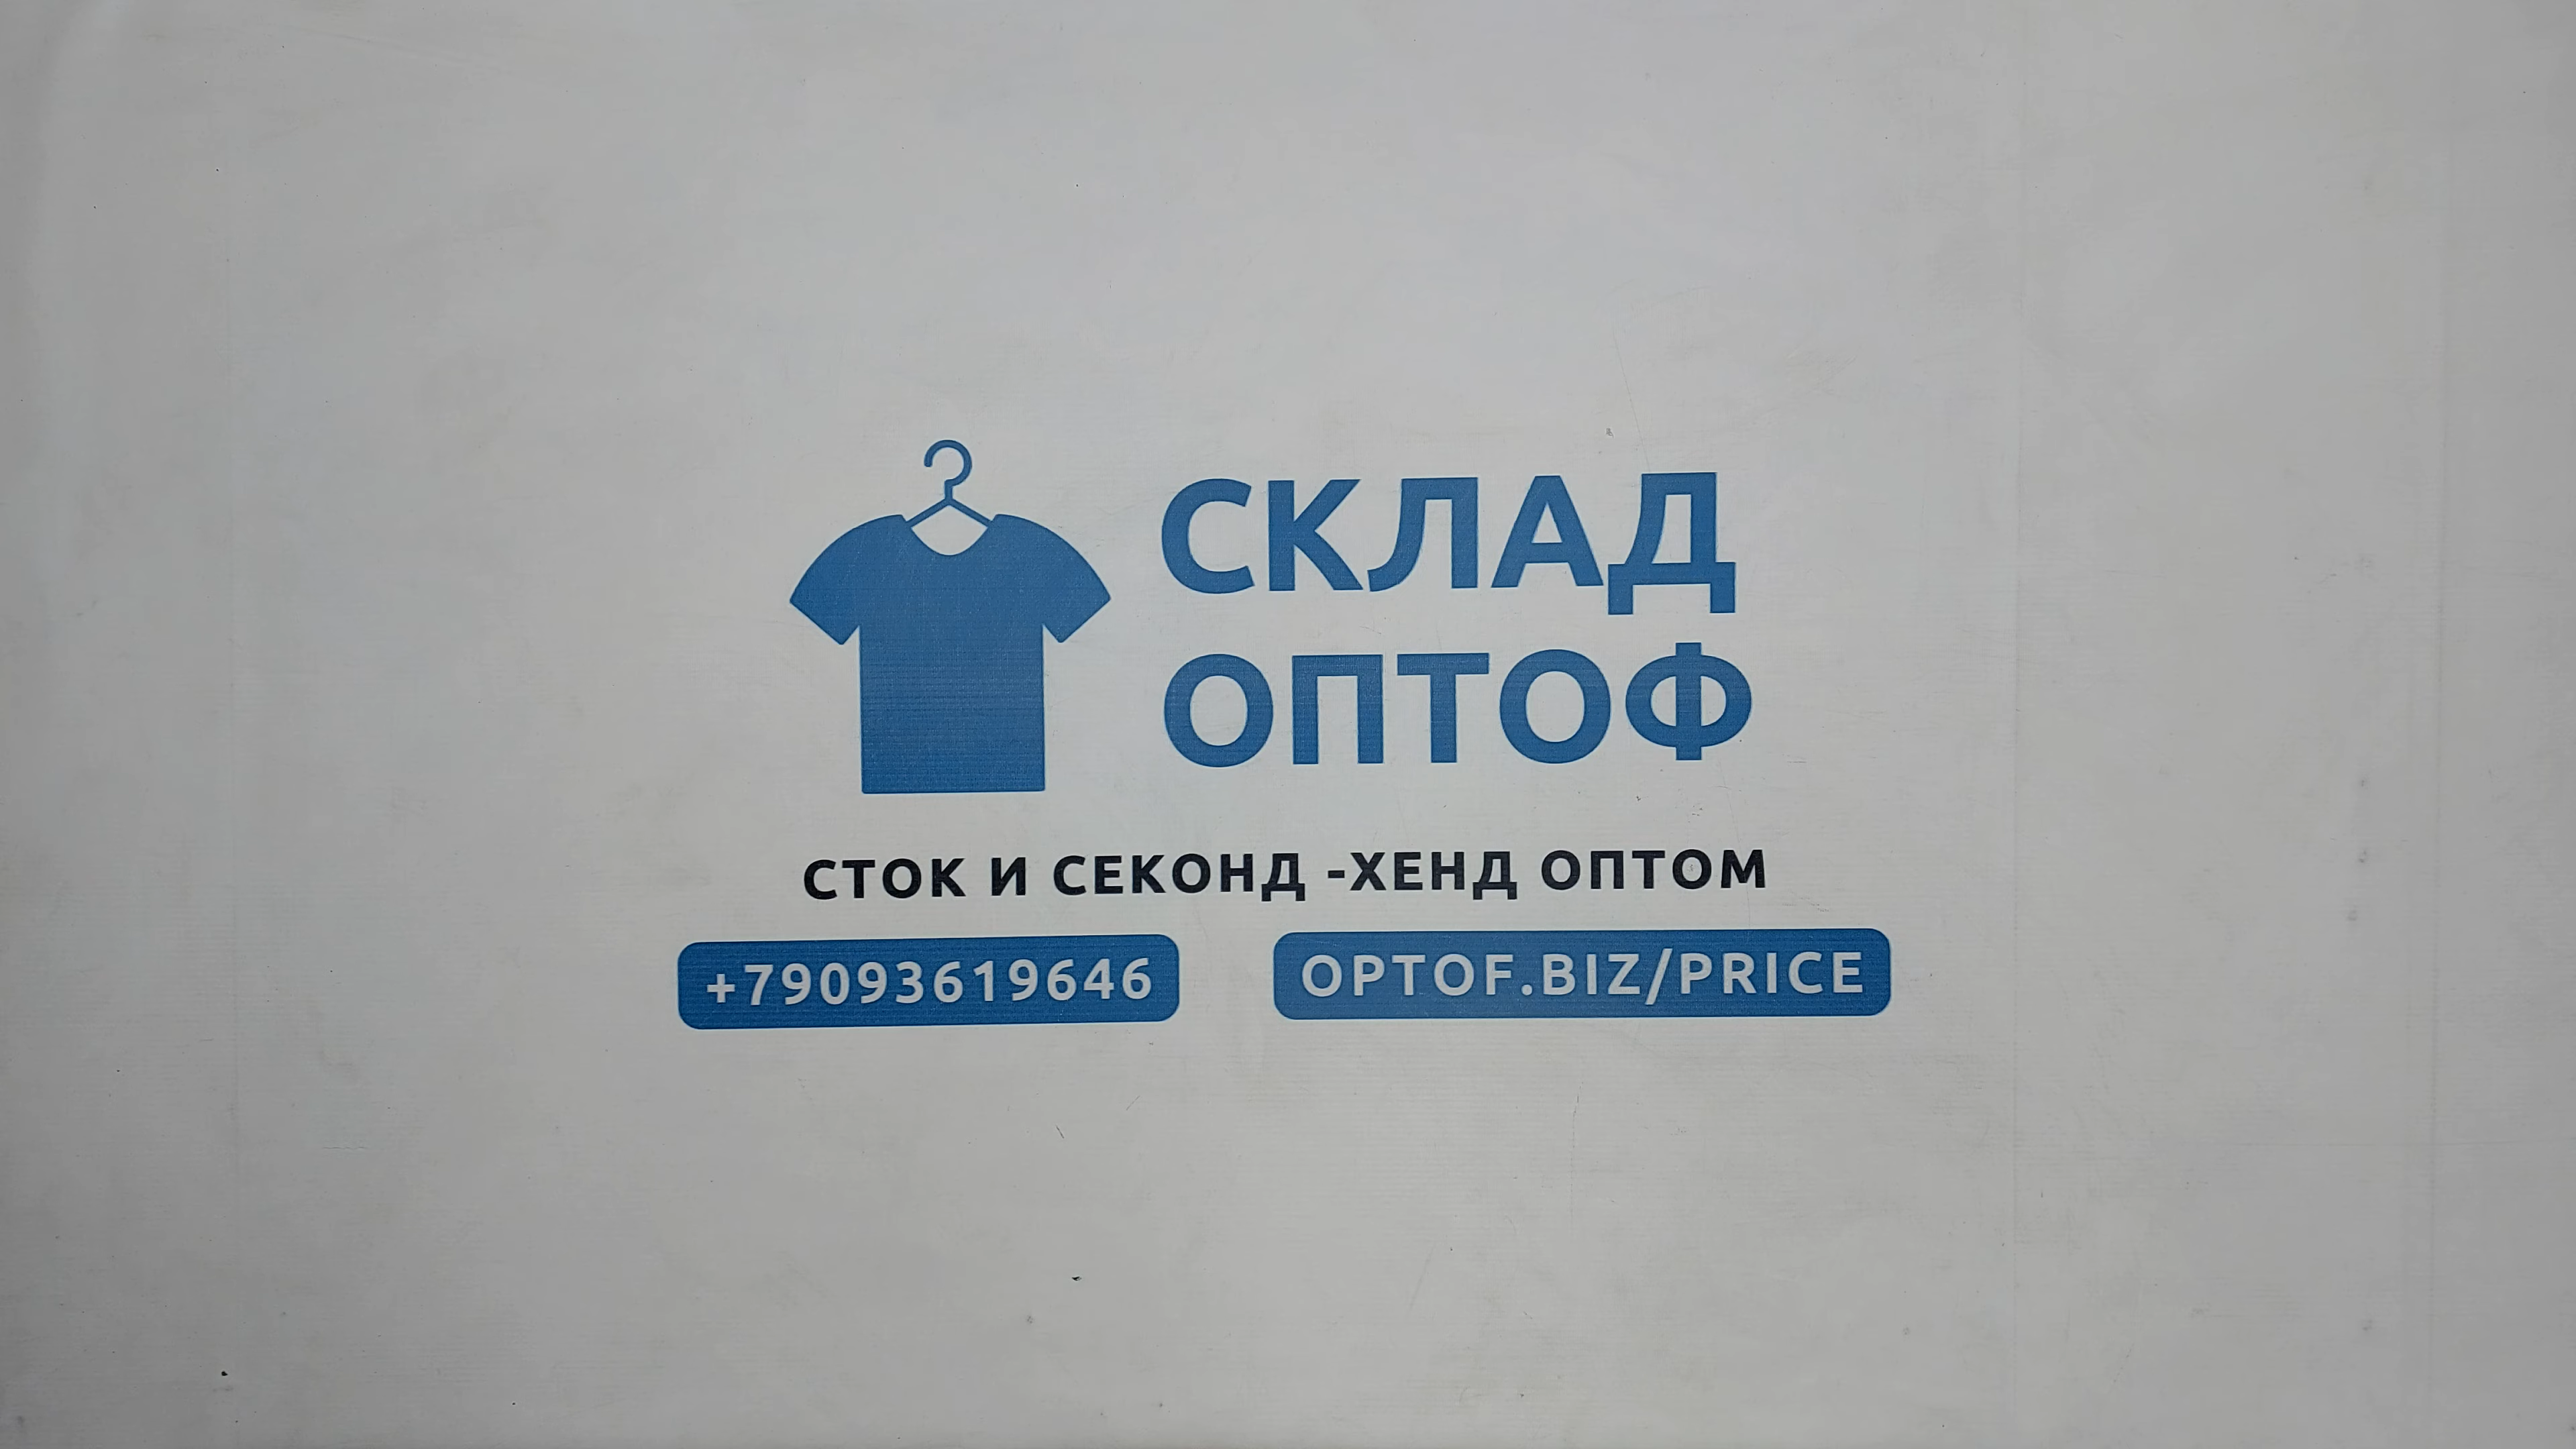 СКЛАД
ОПТОФ
СТОК И СЕКОНД -ХЕНД ОПТОМ
+79093619646
OPTOF.BIZ/PRICE